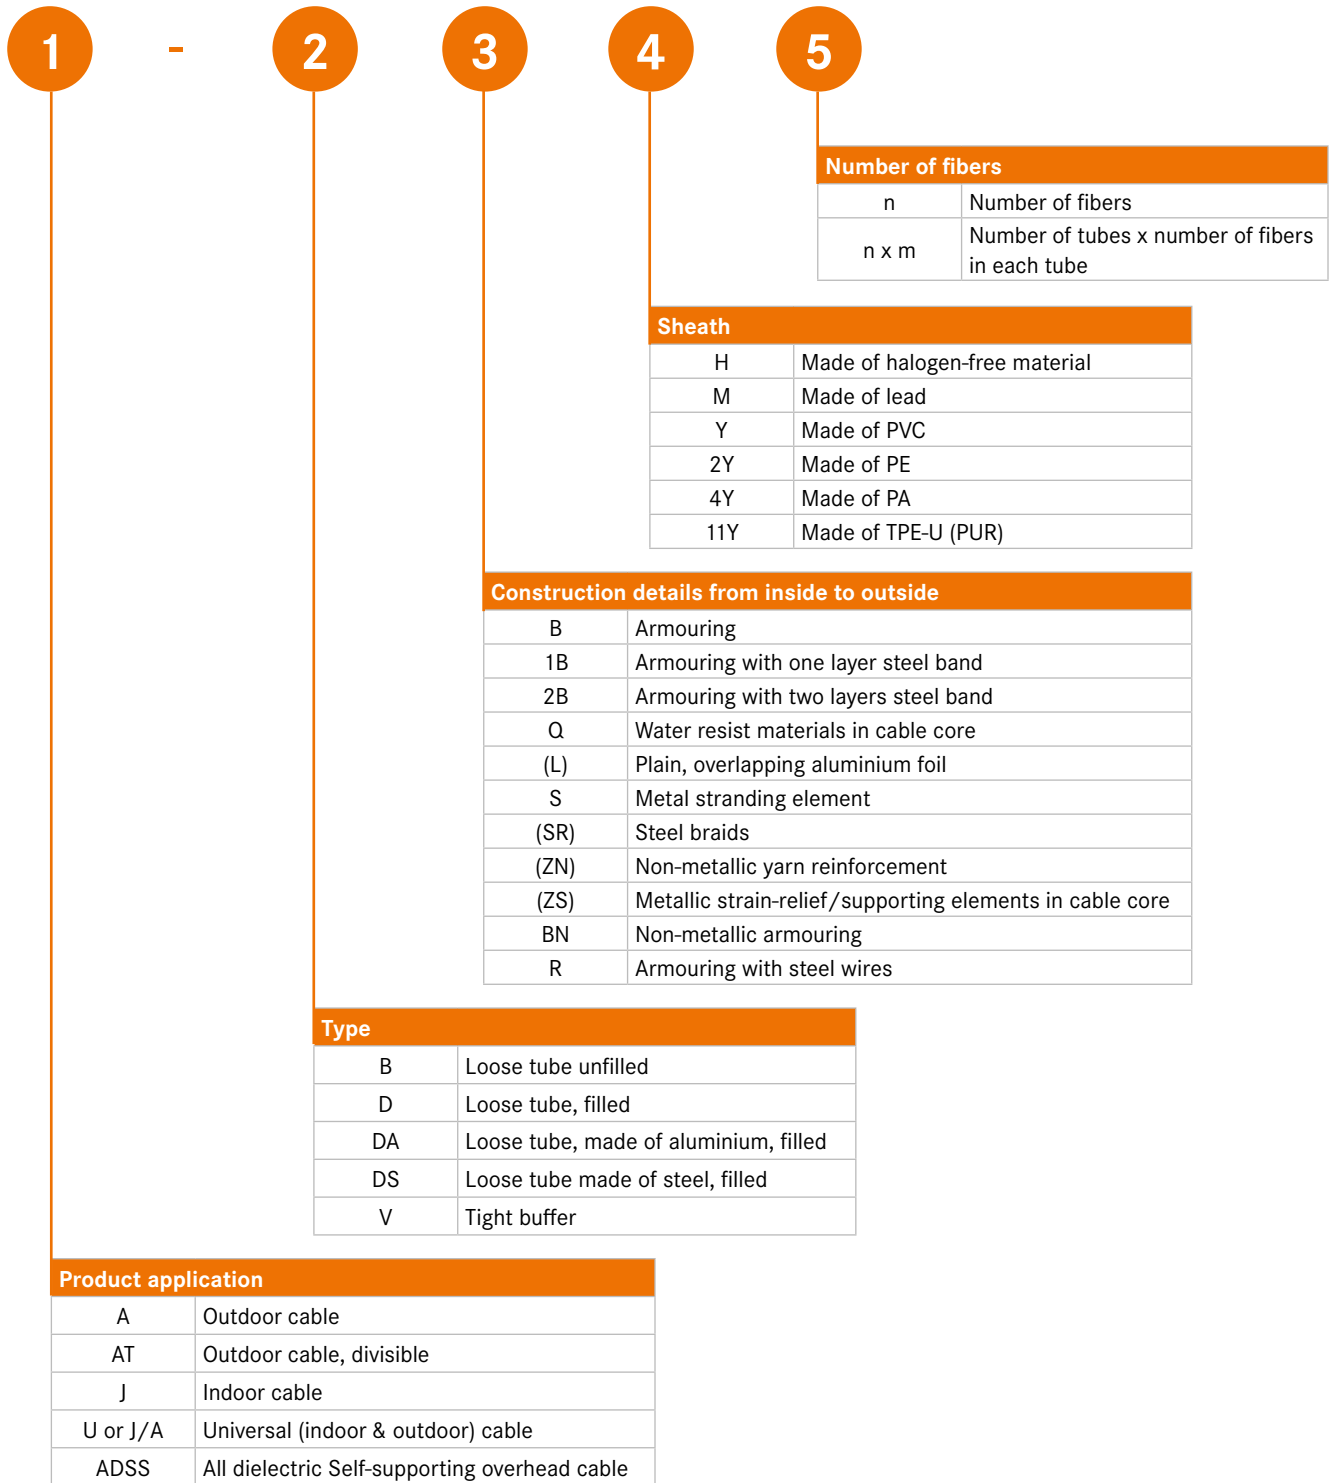 1 - 2 3 4 5
Number of fibers
n Number of fibers
n x m Number of tubes x number of fibers
in each tube
Sheath
H Made of halogen-free material
M Made of lead
Y Made of PVC
2Y Made of PE
4Y Made of PA
11Y Made of TPE-U (PUR)
Construction details from inside to outside
B Armouring
1B Armouring with one layer steel band
2B Armouring with two layers steel band
Q Water resist materials in cable core
(L) Plain, overlapping aluminium foil
S Metal stranding element
(SR) Steel braids
(ZN) Non-metallic yarn reinforcement
(ZS) Metallic strain-relief/supporting elements in cable core
BN Non-metallic armouring
R Armouring with steel wires
Type
B Loose tube unfilled
D Loose tube, filled
DA Loose tube, made of aluminium, filled
DS Loose tube made of steel, filled
V Tight buffer
Product application
A Outdoor cable
AT Outdoor cable, divisible
J Indoor cable
U or J/A Universal (indoor & outdoor) cable
ADSS All dielectric Self-supporting overhead cable